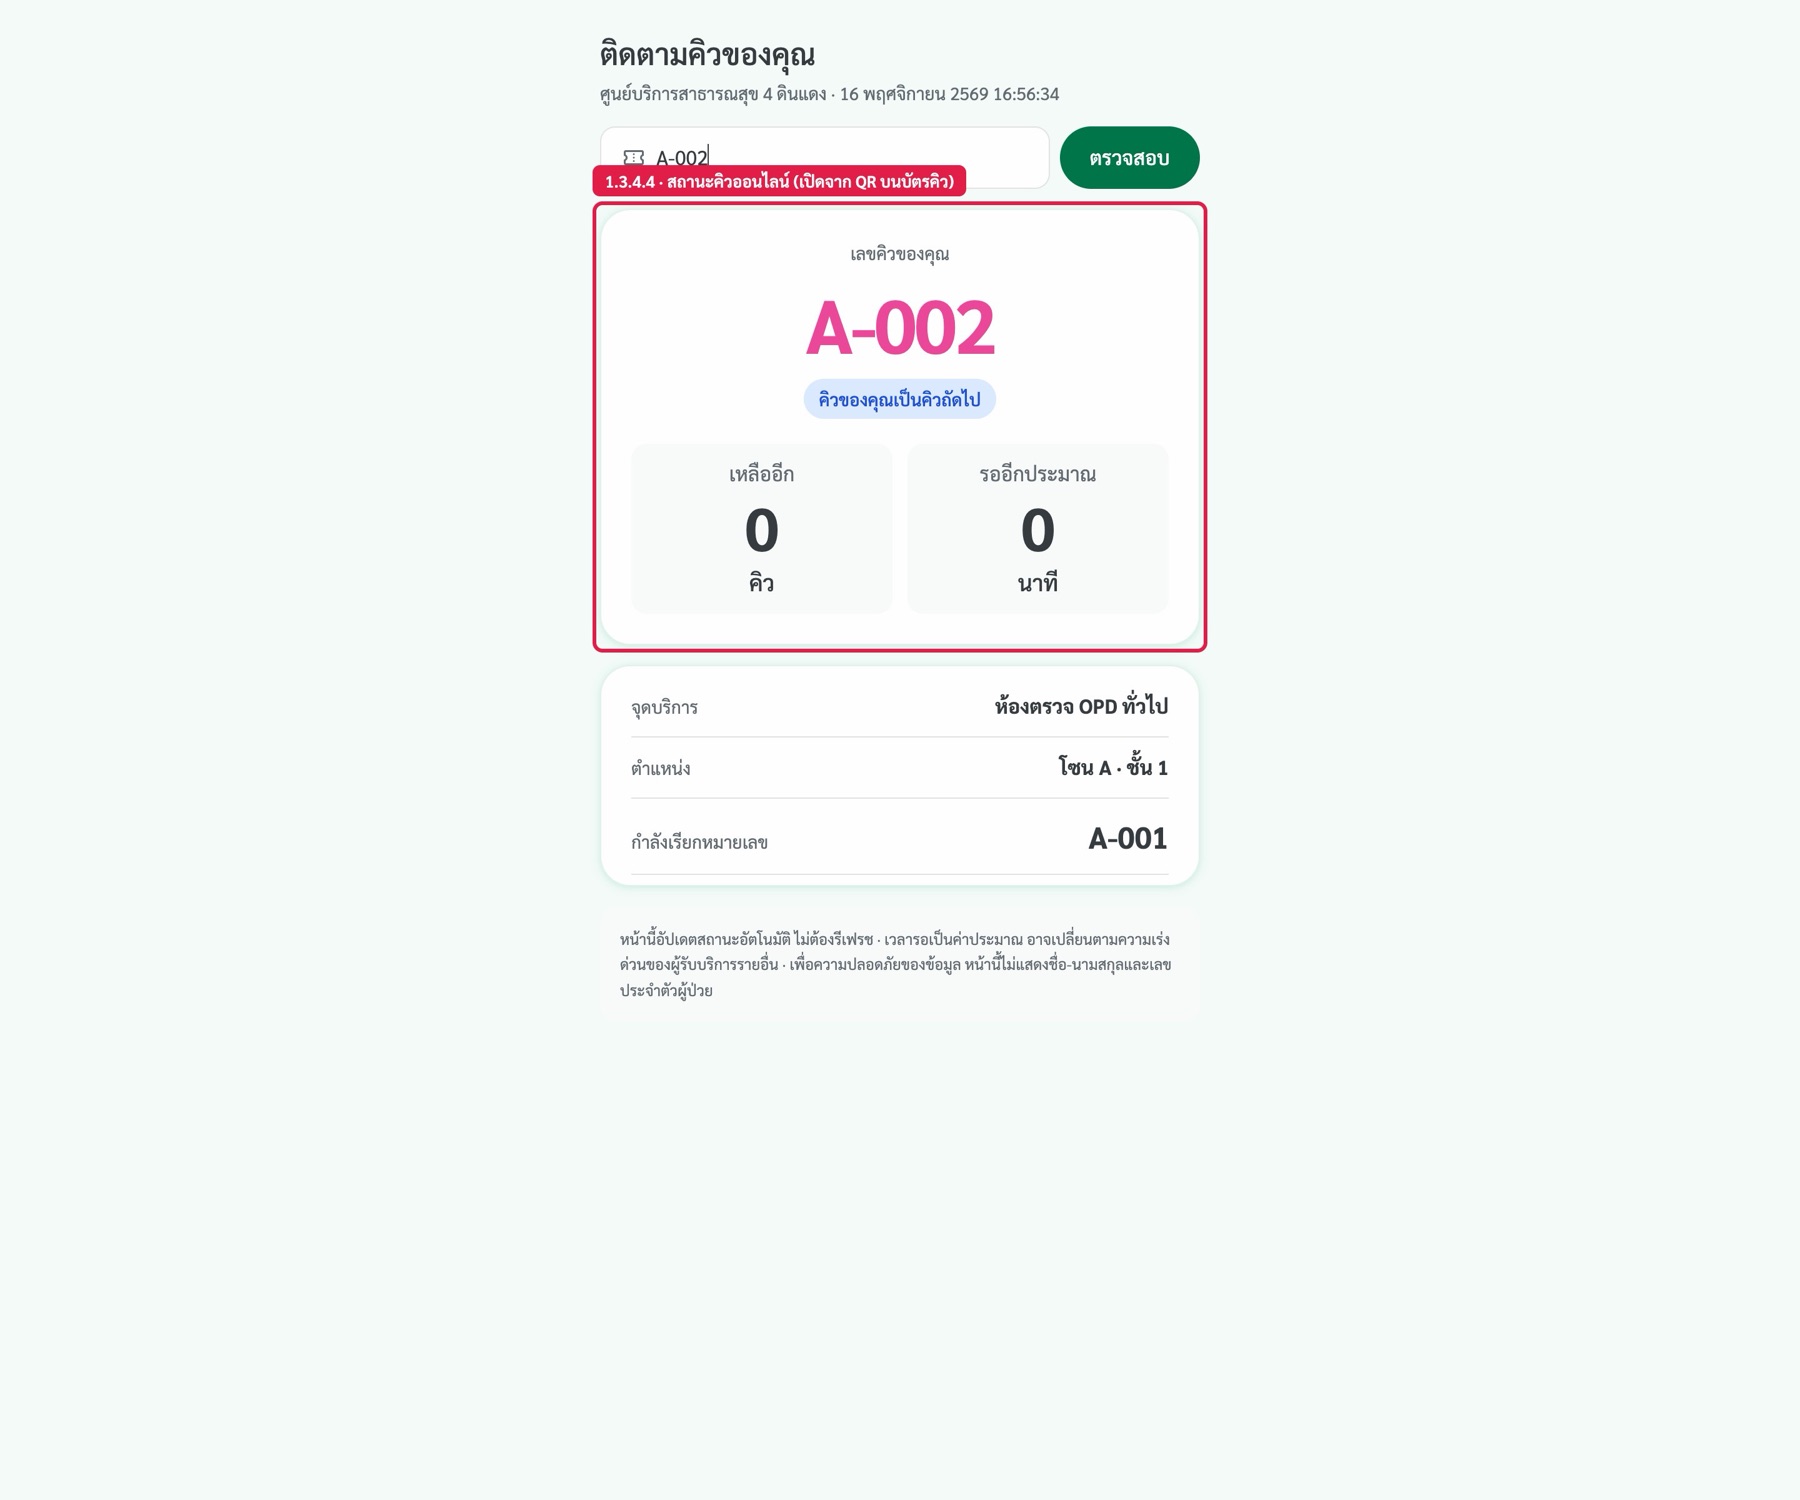 ติดตามคิวของคุณ
ศูนย์บริการสาธารณสุข 4 ดินแดง · 16 พฤศจิกายน 2569 16:56:34
A-002
ตรวจสอบ
1.3.4.4 · สถานะคิวออนไลน์ (เปิดจาก QR บนบัตรคิว)
เลขคิวของคุณ
A-002
คิวของคุณเป็นคิวถัดไป
เหลืออีก
0
คิว
รออีกประมาณ
0
นาที
จุดบริการ ห้องตรวจ OPD ทั่วไป
ตำแหน่ง โซน A · ชั้น 1
กำลังเรียกหมายเลข A-001
หน้านี้อัปเดตสถานะอัตโนมัติ ไม่ต้องรีเฟรช · เวลารอเป็นค่าประมาณ อาจเปลี่ยนตามความเร่ง
ด่วนของผู้รับบริการรายอื่น · เพื่อความปลอดภัยของข้อมูล หน้านี้ไม่แสดงชื่อ-นามสกุลและเลข
ประจำตัวผู้ป่วย